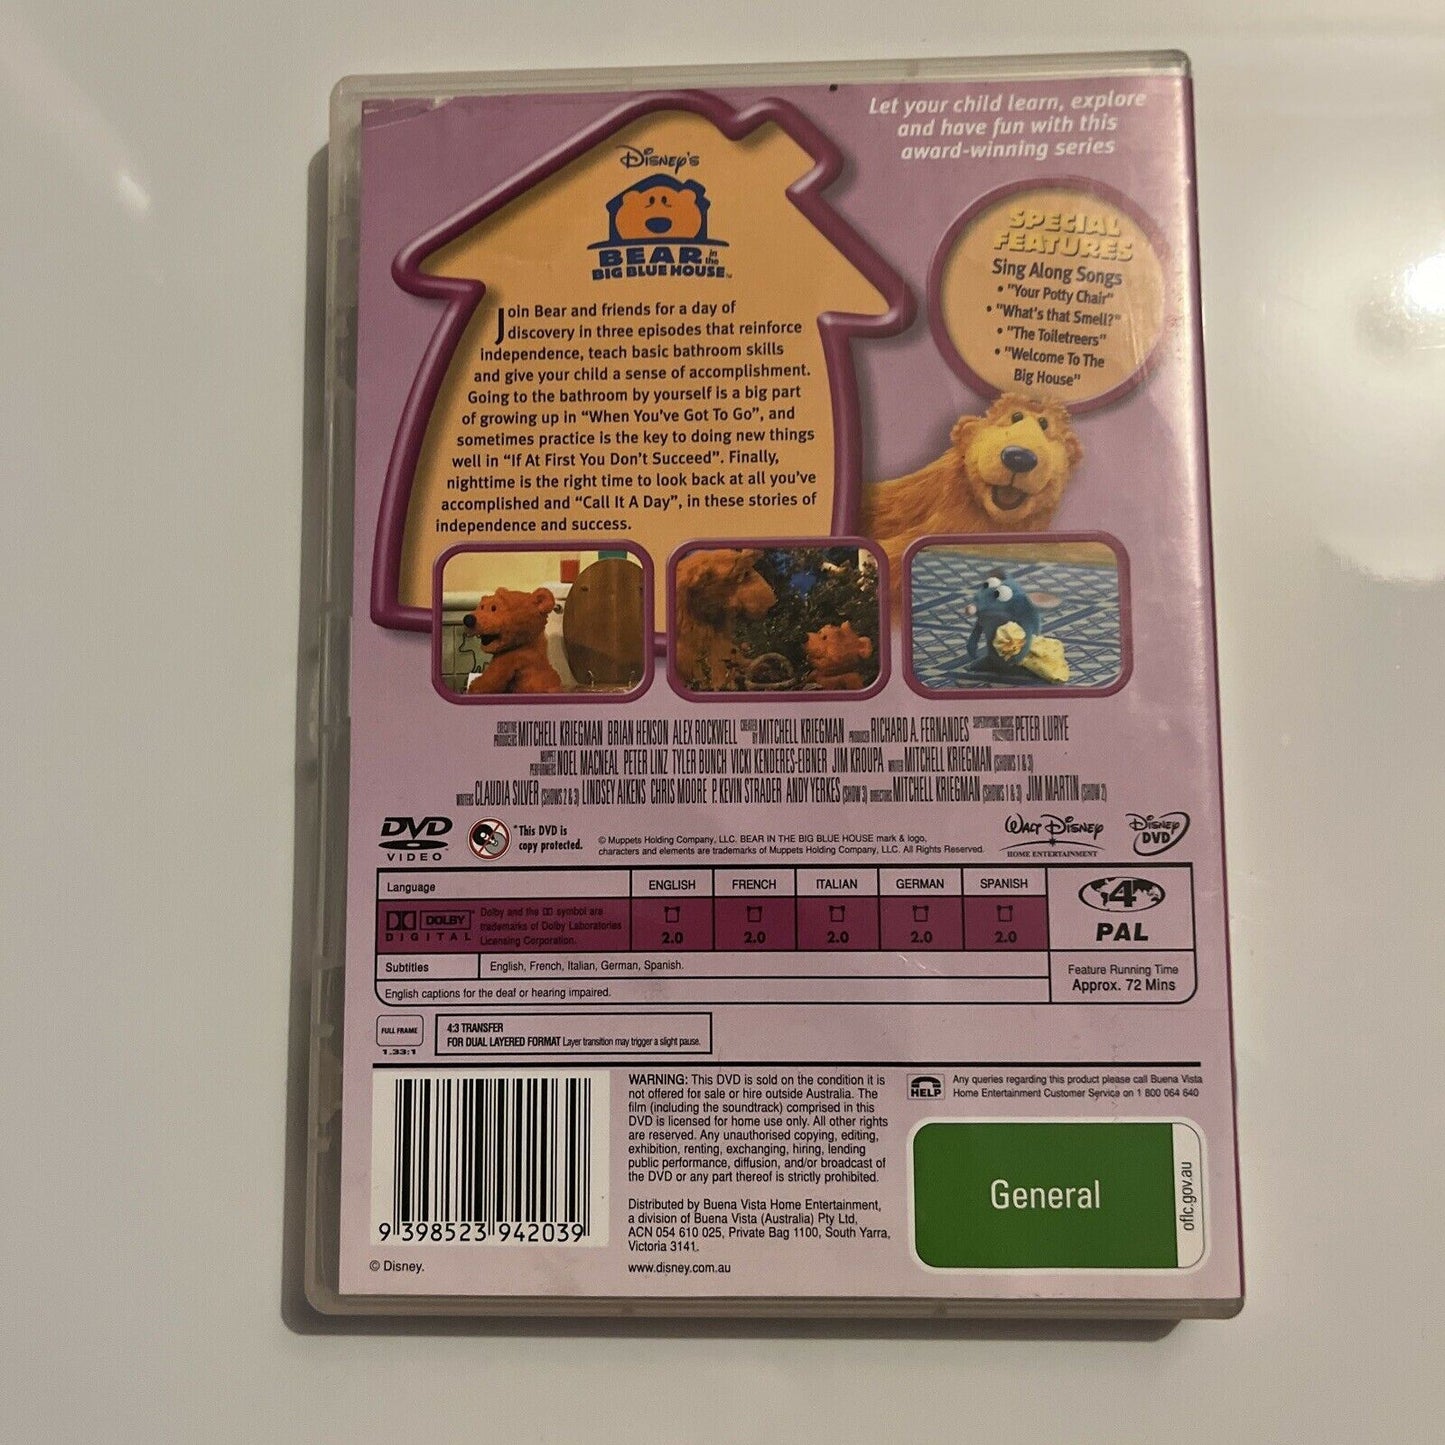 Let your child learn, explore
and have fun with this
award-winning series
Disney's
BEAR in the
BIG BLUE HOUSE™
Join Bear and friends for a day of
discovery in three episodes that reinforce
independence, teach basic bathroom skills
and give your child a sense of accomplishment.
Going to the bathroom by yourself is a big part
of growing up in "When You've Got To Go", and
sometimes practice is the key to doing new things
well in "If At First You Don't Succeed". Finally,
nighttime is the right time to look back at all you've
accomplished and "Call It A Day", in these stories of
independence and success.
SPECIAL
FEATURES
Sing Along Songs
• "Your Potty Chair"
• "What's that Smell?"
• "The Toiletreers"
• "Welcome To The
Big House"
EXECUTIVE PRODUCERS MITCHELL KRIEGMAN BRIAN HENSON ALEX ROCKWELL CREATED BY MITCHELL KRIEGMAN PRODUCER RICHARD A. FERNANDES SUPERVISING MUSIC PRODUCER PETER LURYE
MUPPET PERFORMERS NOEL MACNEAL PETER LINZ TYLER BUNCH VICKI KENDERES-EIBNER JIM KROUPA WRITER MITCHELL KRIEGMAN (SHOWS 1 & 3)
WRITERS CLAUDIA SILVER (SHOWS 2 & 3) LINDSEY AIKENS CHRIS MOORE P. KEVIN STRADER ANDY YERKES (SHOW 3) DIRECTORS MITCHELL KRIEGMAN (SHOWS 1 & 3) JIM MARTIN (SHOW 2)
DVD
VIDEO
*This DVD is
copy protected.
© Muppets Holding Company, LLC. BEAR IN THE BIG BLUE HOUSE mark & logo,
characters and elements are trademarks of Muppets Holding Company, LLC. All Rights Reserved.
WALT DISNEY
HOME ENTERTAINMENT
DISNEY
DVD
Language ENGLISH FRENCH ITALIAN GERMAN SPANISH
DOLBY
DIGITAL
Dolby and the DD symbol are
trademarks of Dolby Laboratories
Licensing Corporation.
2.0 2.0 2.0 2.0 2.0
4
PAL
Subtitles English, French, Italian, German, Spanish.
English captions for the deaf or hearing impaired.
Feature Running Time
Approx. 72 Mins
FULL FRAME
1.33:1
4:3 TRANSFER
FOR DUAL LAYERED FORMAT Layer transition may trigger a slight pause.
9 398523 942039
© Disney.
WARNING: This DVD is sold on the condition it is
not offered for sale or hire outside Australia. The
film (including the soundtrack) comprised in this
DVD is licensed for home use only. All other rights
are reserved. Any unauthorised copying, editing,
exhibition, renting, exchanging, hiring, lending
public performance, diffusion, and/or broadcast of
the DVD or any part thereof is strictly prohibited.
Distributed by Buena Vista Home Entertainment,
a division of Buena Vista (Australia) Pty Ltd,
ACN 054 610 025, Private Bag 1100, South Yarra,
Victoria 3141.
www.disney.com.au
HELP
Any queries regarding this product please call Buena Vista
Home Entertainment Customer Service on 1 800 064 640
General
oflc.gov.au